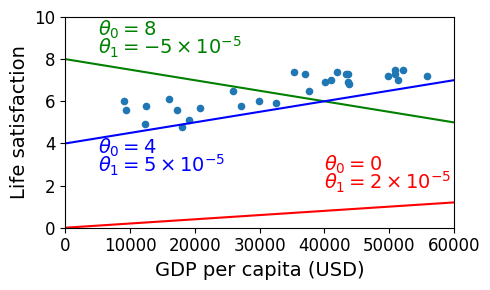 10
8
6
4
2
0
Life satisfaction
θ₀ = 8
θ₁ = −5 × 10⁻⁵
θ₀ = 4
θ₁ = 5 × 10⁻⁵
θ₀ = 0
θ₁ = 2 × 10⁻⁵
0 10000 20000 30000 40000 50000 60000
GDP per capita (USD)